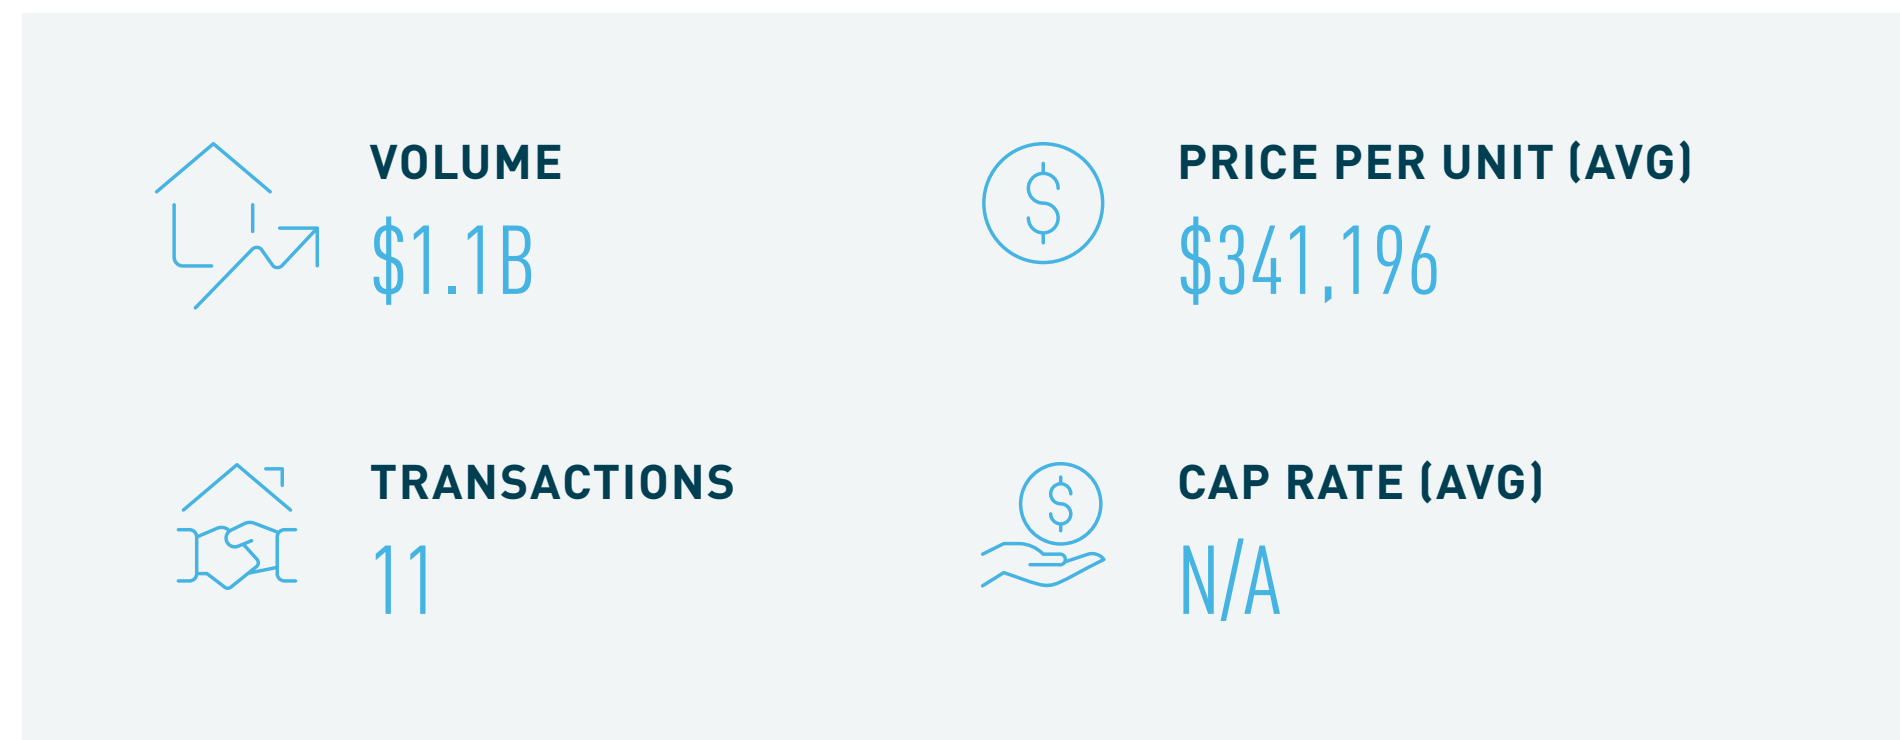 VOLUME
$1.1B
PRICE PER UNIT (AVG)
$341,196
TRANSACTIONS
11
CAP RATE (AVG)
N/A